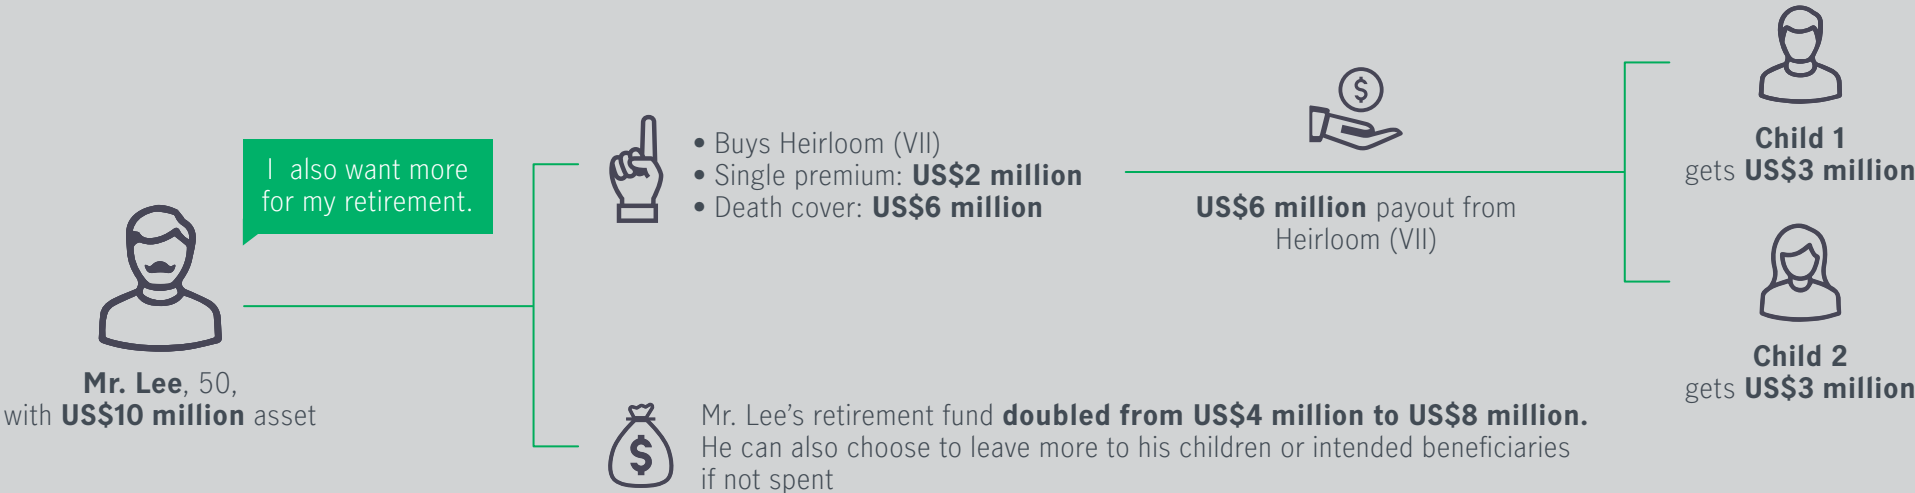 I also want more
for my retirement.
Mr. Lee, 50,
with US$10 million asset
• Buys Heirloom (VII)
• Single premium: US$2 million
• Death cover: US$6 million
$
US$6 million payout from
Heirloom (VII)
Child 1
gets US$3 million
Child 2
gets US$3 million
$
Mr. Lee's retirement fund doubled from US$4 million to US$8 million.
He can also choose to leave more to his children or intended beneficiaries
if not spent